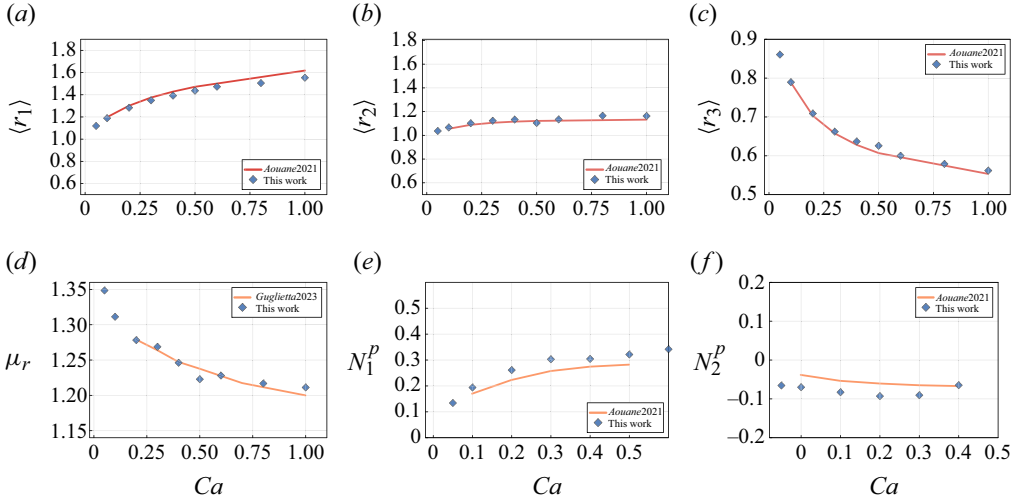 (a)
(b)
(c)
1.8
1.6
1.4
1.2
1.0
0.8
0.6
⟨r1⟩
Aouane2021
This work
0
0.25
0.50
0.75
1.00
1.8
1.6
1.4
1.2
1.0
0.8
0.6
⟨r2⟩
Aouane2021
This work
0
0.25
0.50
0.75
1.00
0.9
0.8
0.7
0.6
0.5
⟨r3⟩
Aouane2021
This work
0
0.25
0.50
0.75
1.00
(d)
(e)
(f)
1.35
1.30
1.25
1.20
1.15
μr
Guglietta2023
This work
0
0.25
0.50
0.75
1.00
Ca
0.5
0.4
0.3
0.2
0.1
0
N1^p
Aouane2021
This work
0.1
0.2
0.3
0.4
0.5
Ca
0.2
0.1
0
−0.1
−0.2
N2^p
Aouane2021
This work
0
0.1
0.2
0.3
0.4
0.5
Ca